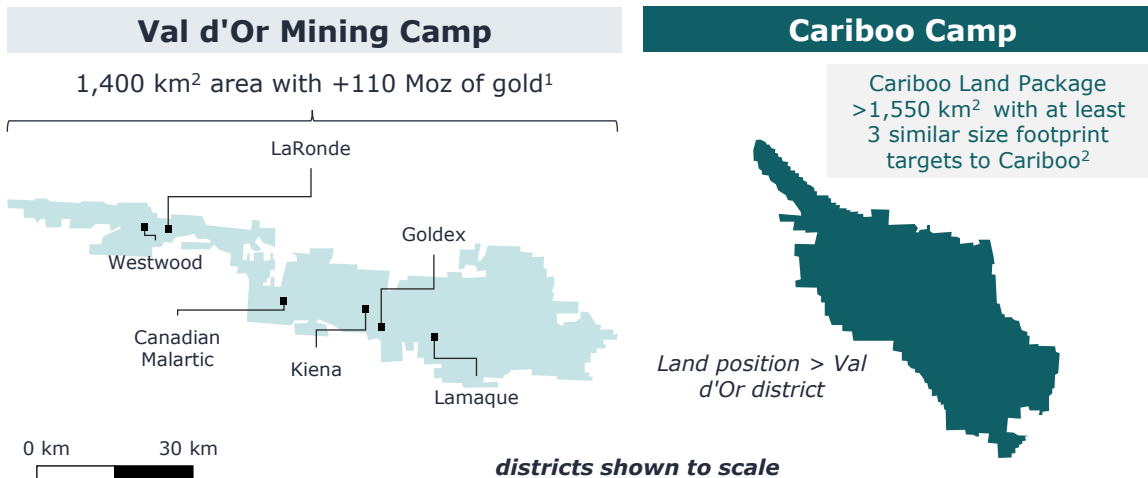 Val d'Or Mining Camp
1,400 km² area with +110 Moz of gold¹
LaRonde
Westwood
Goldex
Canadian
Malartic
Kiena
Lamaque
0 km 30 km
Cariboo Camp
Cariboo Land Package
>1,550 km² with at least
3 similar size footprint
targets to Cariboo²
Land position > Val
d'Or district
districts shown to scale